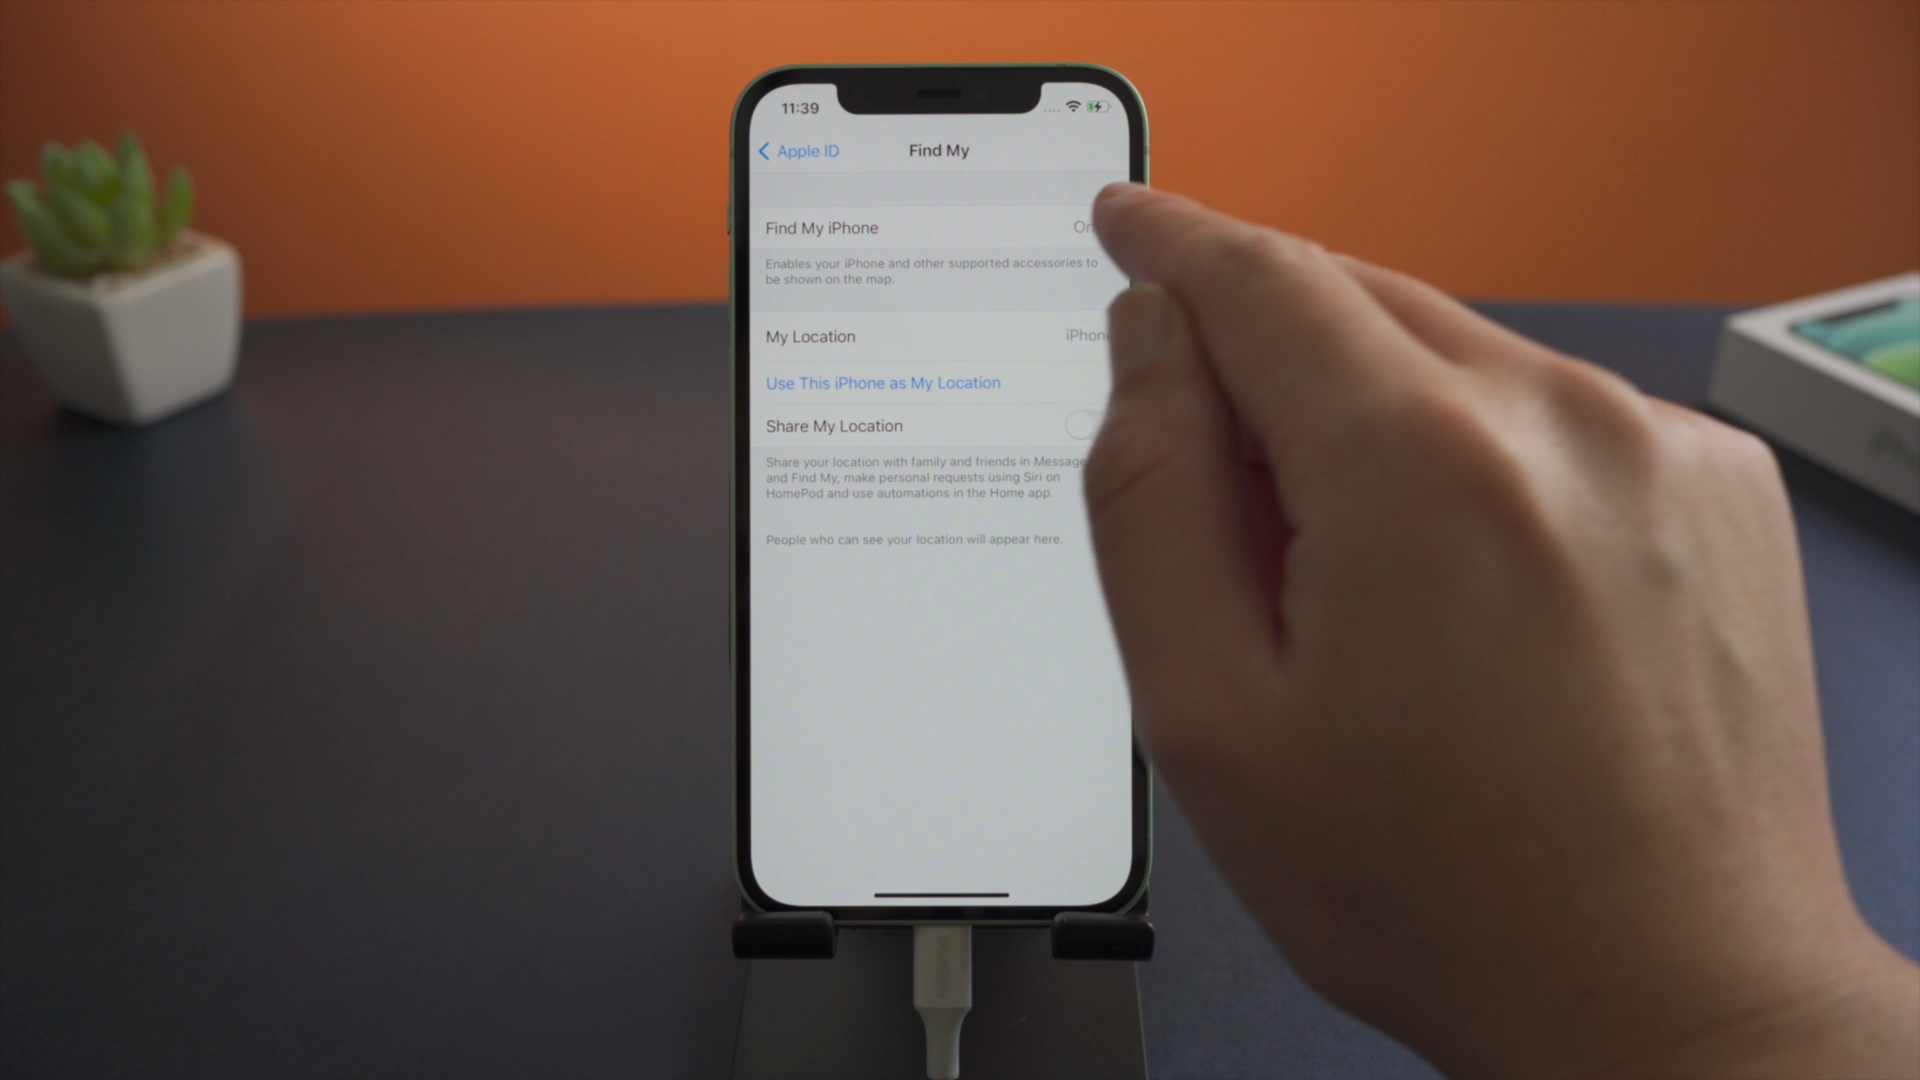 11:39
Apple ID
Find My
Find My iPhone
On
Enables your iPhone and other supported accessories to
be shown on the map.
My Location
iPhone
Use This iPhone as My Location
Share My Location
Share your location with family and friends in Message
and Find My, make personal requests using Siri on
HomePod and use automations in the Home app.
People who can see your location will appear here.